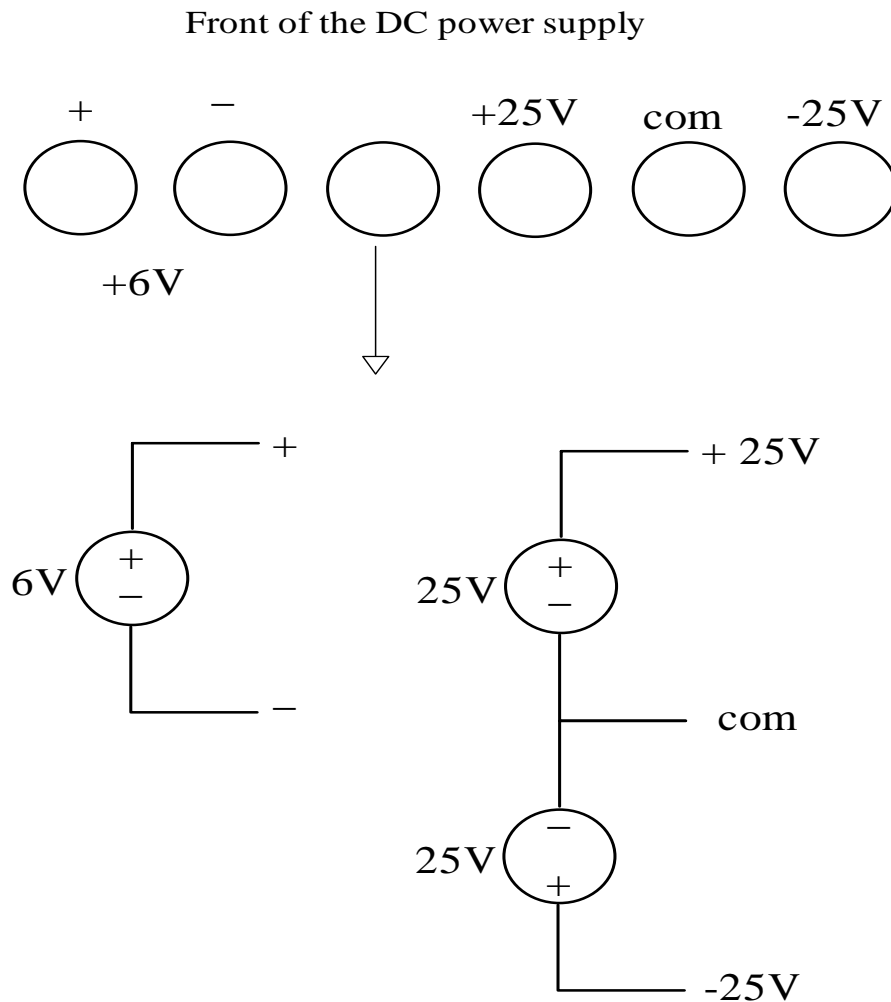 Front of the DC power supply
+ − +25V com -25V
+6V
+ + 25V
+ +
6V 25V
− −
− com
−
25V
+
-25V